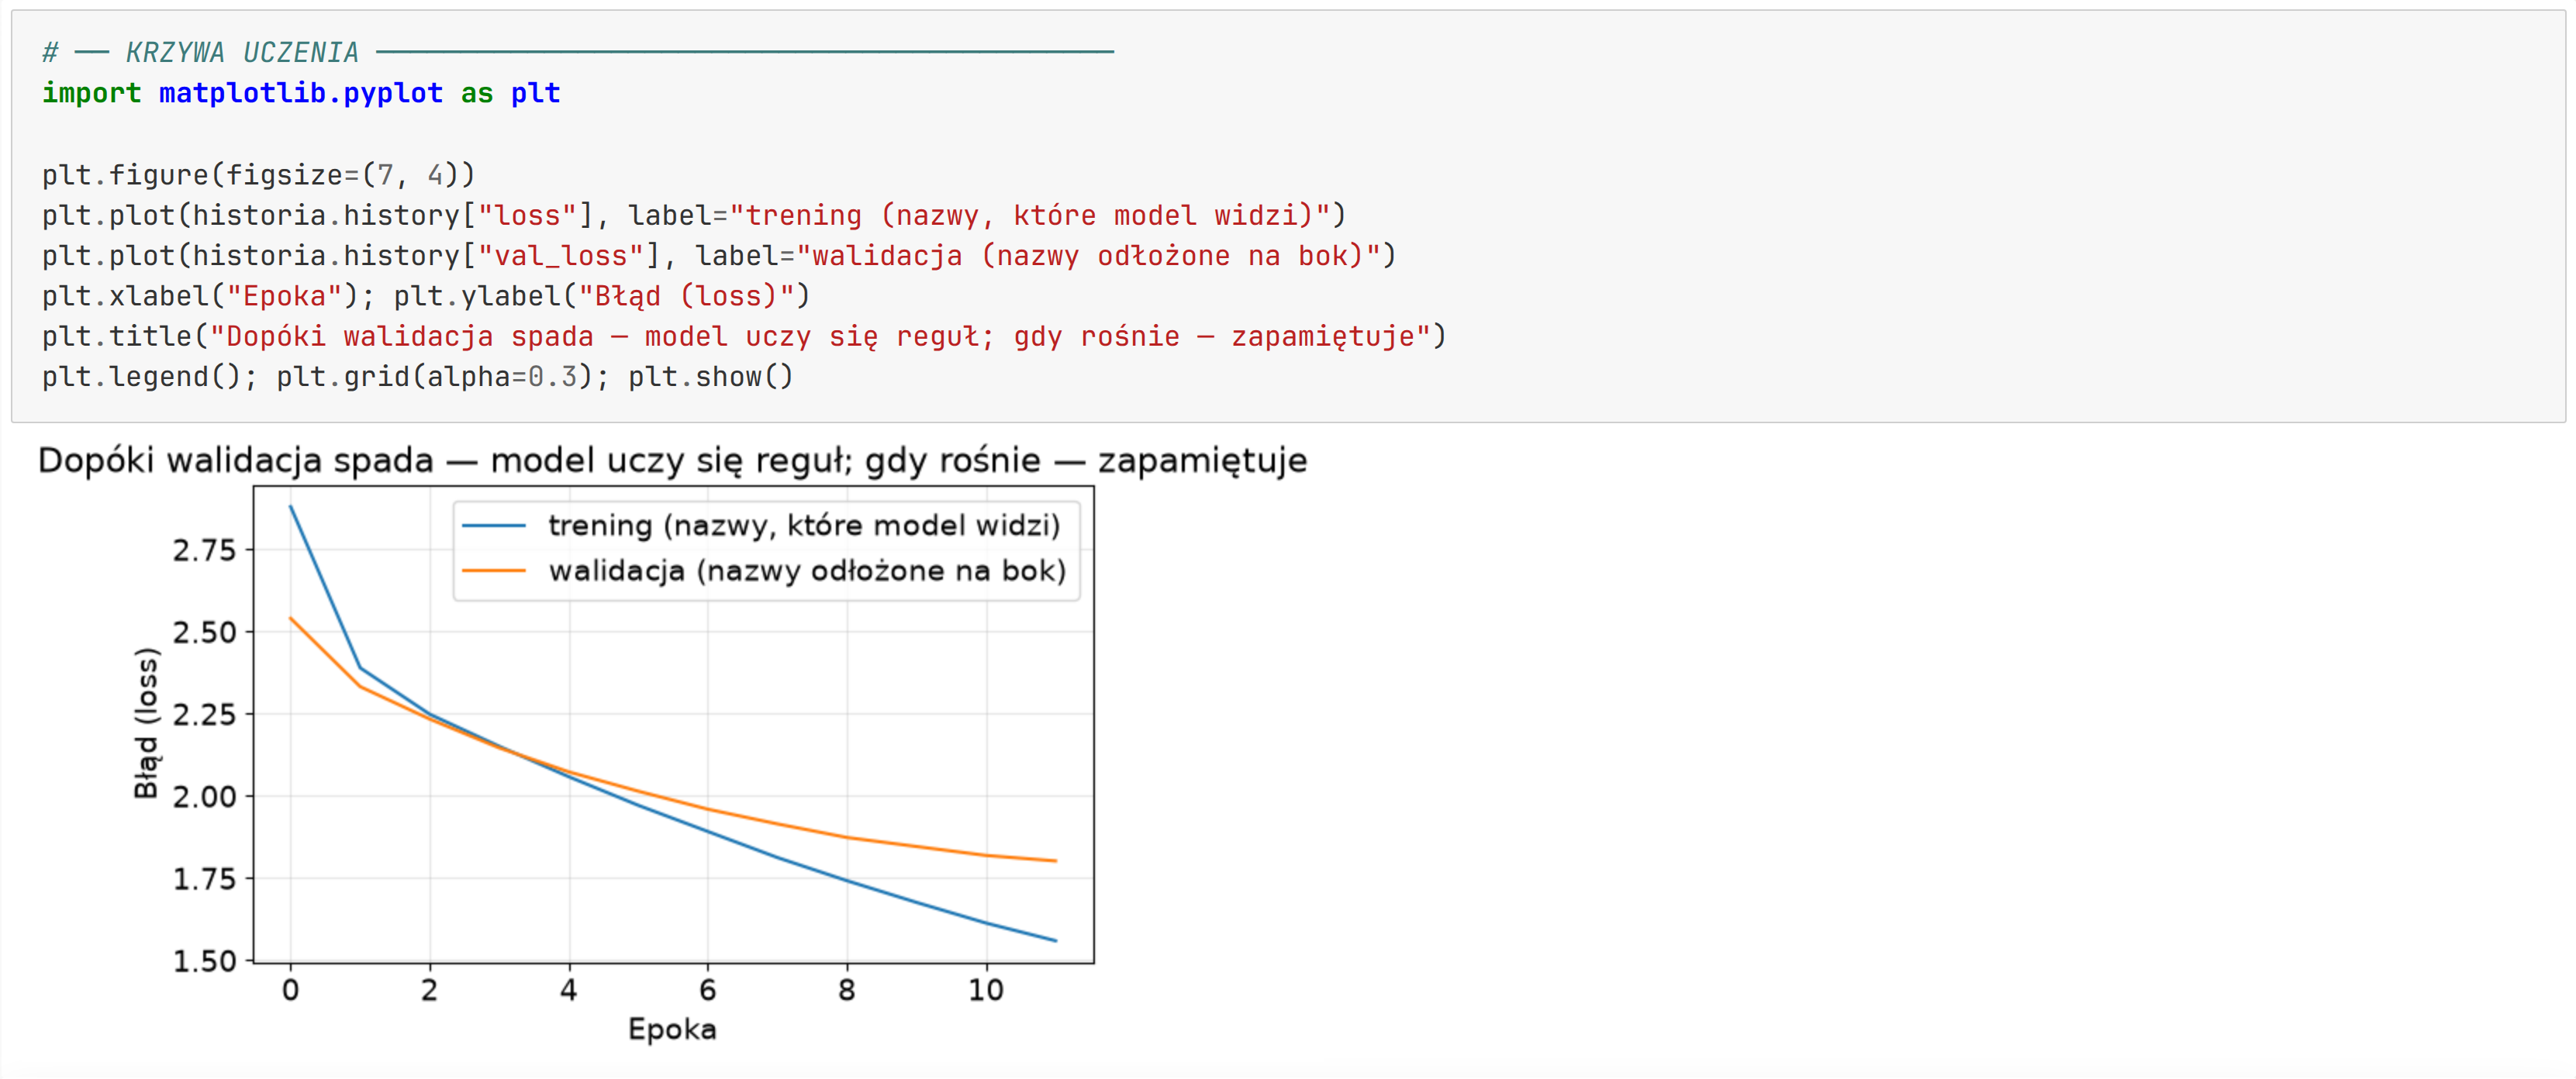 # ── KRZYWA UCZENIA ────────────────────────────────────────────
import matplotlib.pyplot as plt
plt.figure(figsize=(7, 4))
plt.plot(historia.history["loss"], label="trening (nazwy, które model widzi)")
plt.plot(historia.history["val_loss"], label="walidacja (nazwy odłożone na bok)")
plt.xlabel("Epoka"); plt.ylabel("Błąd (loss)")
plt.title("Dopóki walidacja spada — model uczy się reguł; gdy rośnie — zapamiętuje")
plt.legend(); plt.grid(alpha=0.3); plt.show()
Dopóki walidacja spada — model uczy się reguł; gdy rośnie — zapamiętuje
trening (nazwy, które model widzi)
walidacja (nazwy odłożone na bok)
Błąd (loss)
2.75
2.50
2.25
2.00
1.75
1.50
0 2 4 6 8 10
Epoka